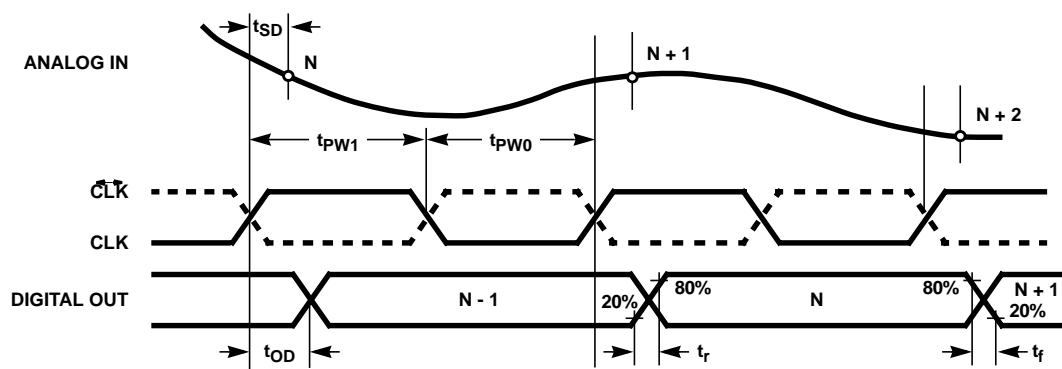 tSD
N
N + 1
ANALOG IN
N + 2
tPW1
tPW0
CLK
CLK
DIGITAL OUT
N - 1
20%
80%
N
80%
N + 1
20%
tOD
tr
tf